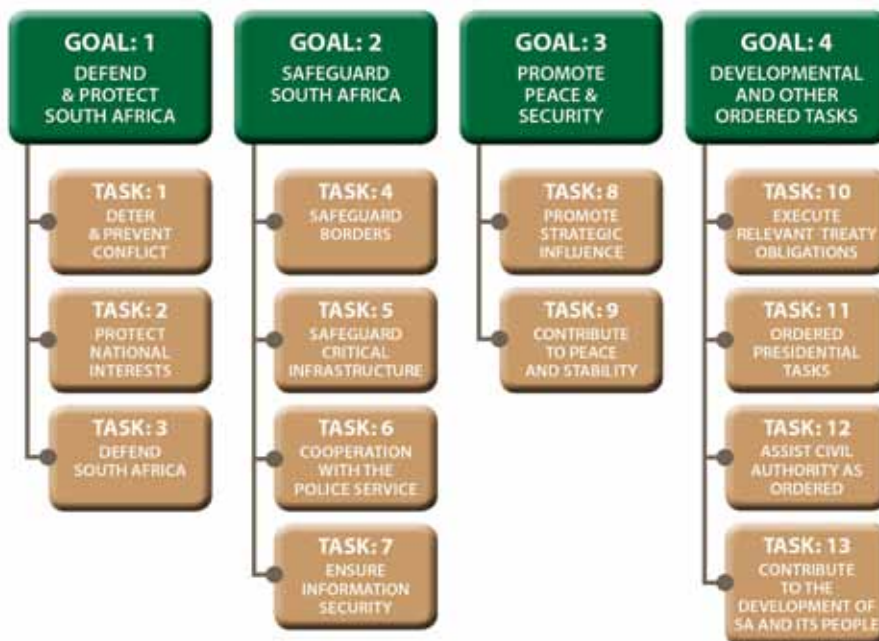 GOAL: 1
DEFEND
& PROTECT
SOUTH AFRICA
TASK: 1
DETER
& PREVENT
CONFLICT
TASK: 2
PROTECT
NATIONAL
INTERESTS
TASK: 3
DEFEND
SOUTH AFRICA
GOAL: 2
SAFEGUARD
SOUTH AFRICA
TASK: 4
SAFEGUARD
BORDERS
TASK: 5
SAFEGUARD
CRITICAL
INFRASTRUCTURE
TASK: 6
COOPERATION
WITH THE
POLICE SERVICE
TASK: 7
ENSURE
INFORMATION
SECURITY
GOAL: 3
PROMOTE
PEACE &
SECURITY
TASK: 8
PROMOTE
STRATEGIC
INFLUENCE
TASK: 9
CONTRIBUTE
TO PEACE
AND STABILITY
GOAL: 4
DEVELOPMENTAL
AND OTHER
ORDERED TASKS
TASK: 10
EXECUTE
RELEVANT TREATY
OBLIGATIONS
TASK: 11
ORDERED
PRESIDENTIAL
TASKS
TASK: 12
ASSIST CIVIL
AUTHORITY AS
ORDERED
TASK: 13
CONTRIBUTE
TO THE
DEVELOPMENT OF
SA AND ITS PEOPLE